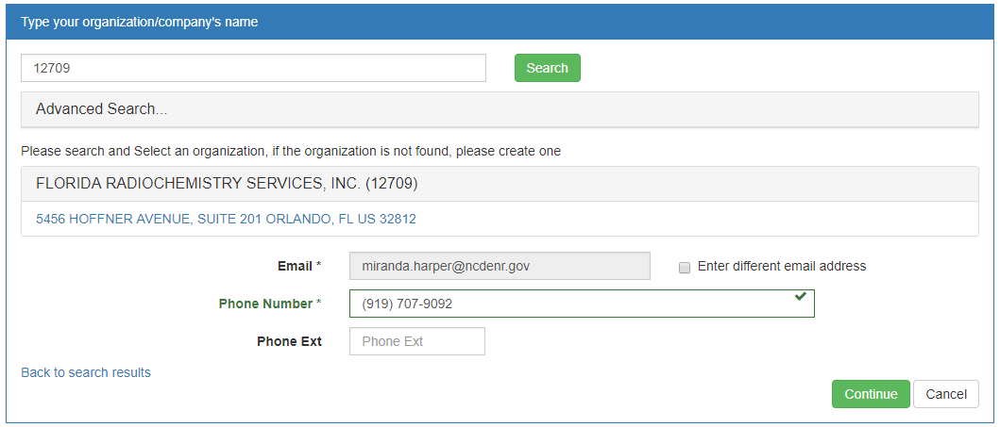 Type your organization/company's name
12709
Search
Advanced Search...
Please search and Select an organization, if the organization is not found, please create one
FLORIDA RADIOCHEMISTRY SERVICES, INC. (12709)
5456 HOFFNER AVENUE, SUITE 201 ORLANDO, FL US 32812
Email * miranda.harper@ncdenr.gov Enter different email address
Phone Number * (919) 707-9092
Phone Ext Phone Ext
Back to search results
Continue Cancel